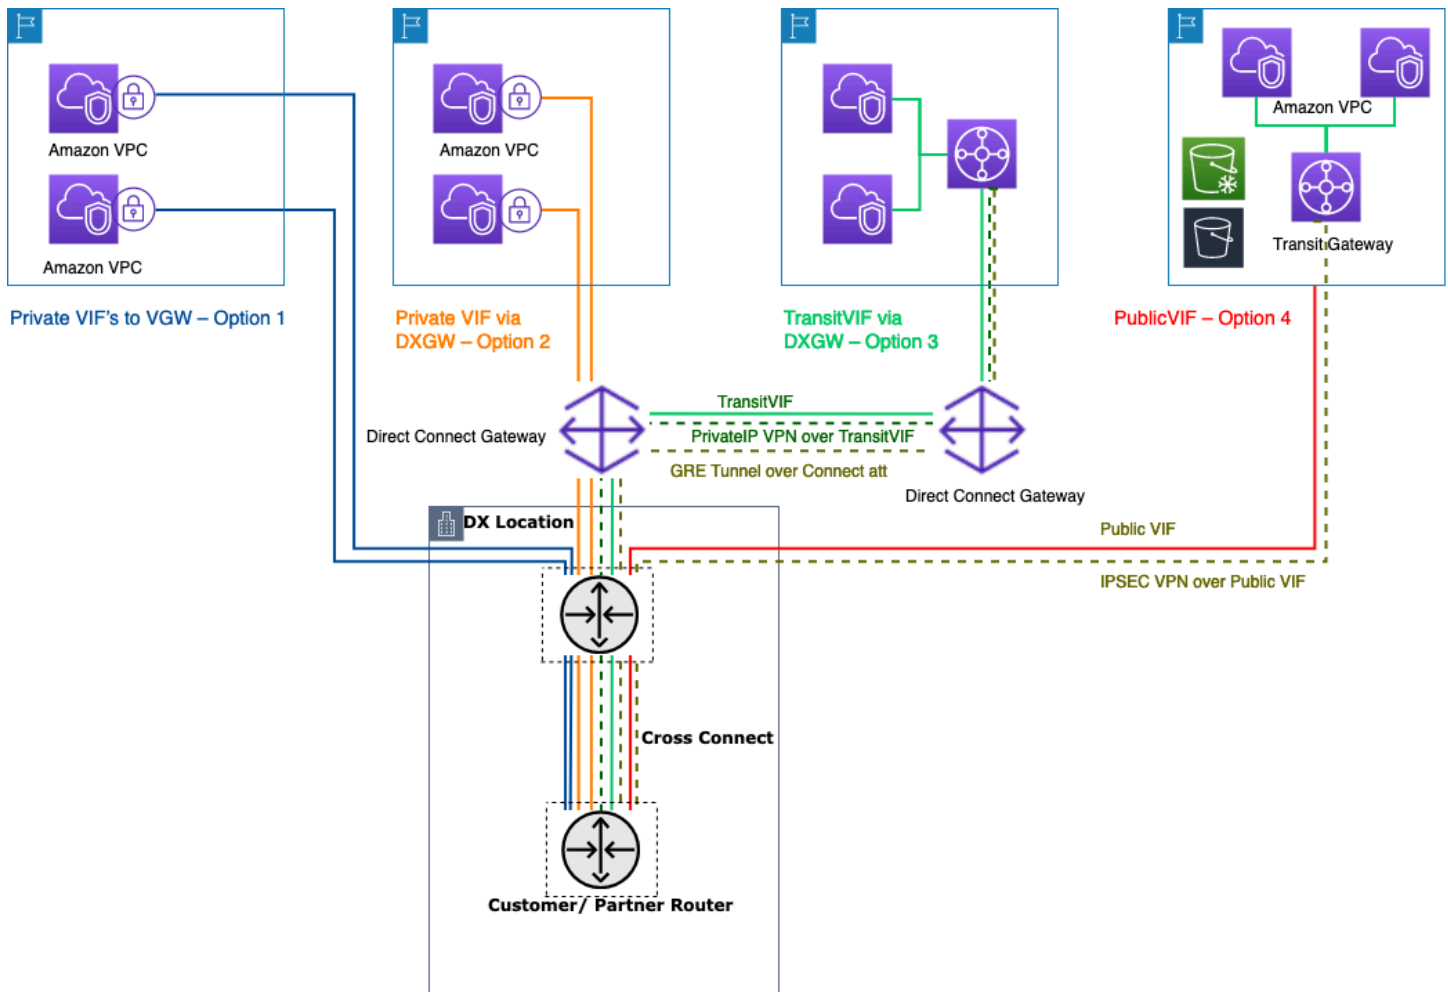 Amazon VPC
Amazon VPC
Private VIF's to VGW – Option 1
Amazon VPC
Private VIF via
DXGW – Option 2
TransitVIF via
DXGW – Option 3
Amazon VPC
Transit Gateway
PublicVIF – Option 4
Direct Connect Gateway
TransitVIF
PrivateIP VPN over TransitVIF
GRE Tunnel over Connect att
Direct Connect Gateway
DX Location
Public VIF
IPSEC VPN over Public VIF
Cross Connect
Customer/ Partner Router